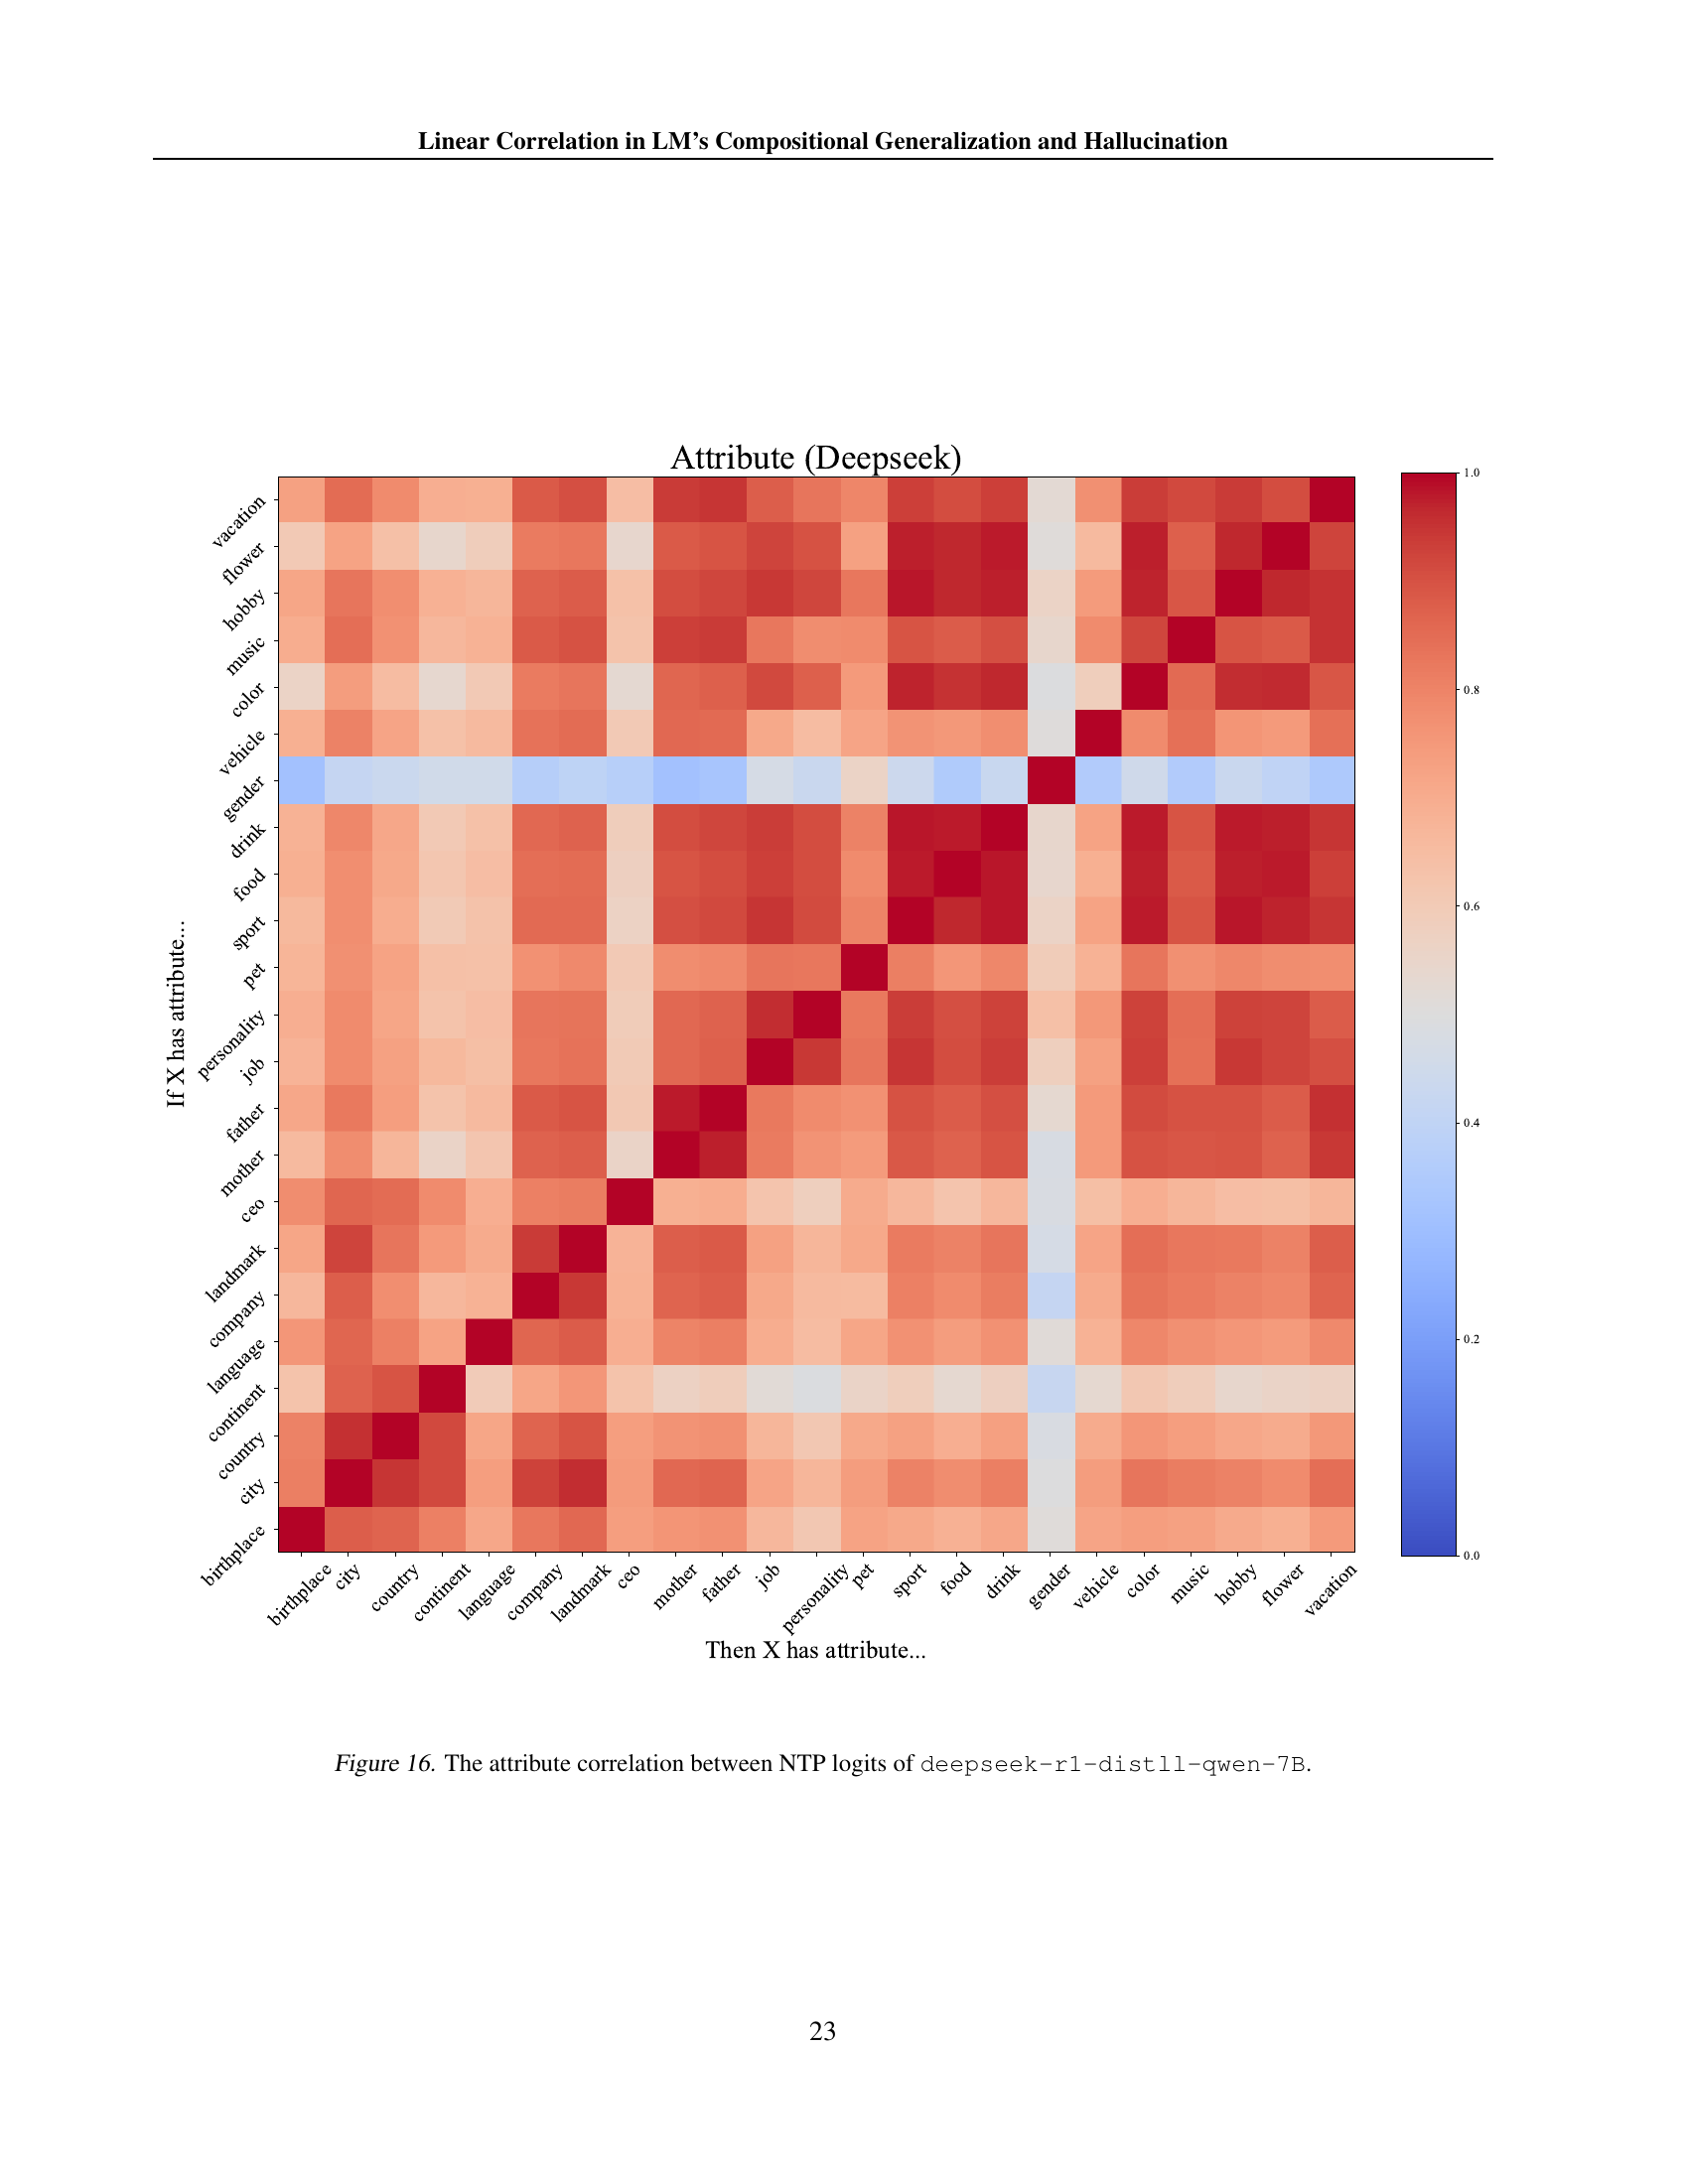 Linear Correlation in LM's Compositional Generalization and Hallucination
Attribute (Deepseek)
If X has attribute...
vacation
flower
hobby
music
color
vehicle
gender
drink
food
sport
pet
personality
job
father
mother
ceo
landmark
company
language
continent
country
city
birthplace
birthplace
city
country
continent
language
company
landmark
ceo
mother
father
job
personality
pet
sport
food
drink
gender
vehicle
color
music
hobby
flower
vacation
Then X has attribute...
1.0
0.8
0.6
0.4
0.2
0.0
Figure 16. The attribute correlation between NTP logits of deepseek-r1-distll-qwen-7B.
23